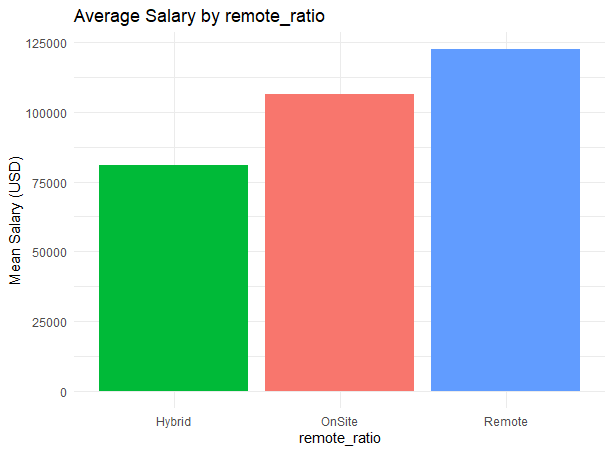 Average Salary by remote_ratio
Mean Salary (USD)
125000
100000
75000
50000
25000
0
Hybrid OnSite Remote
remote_ratio